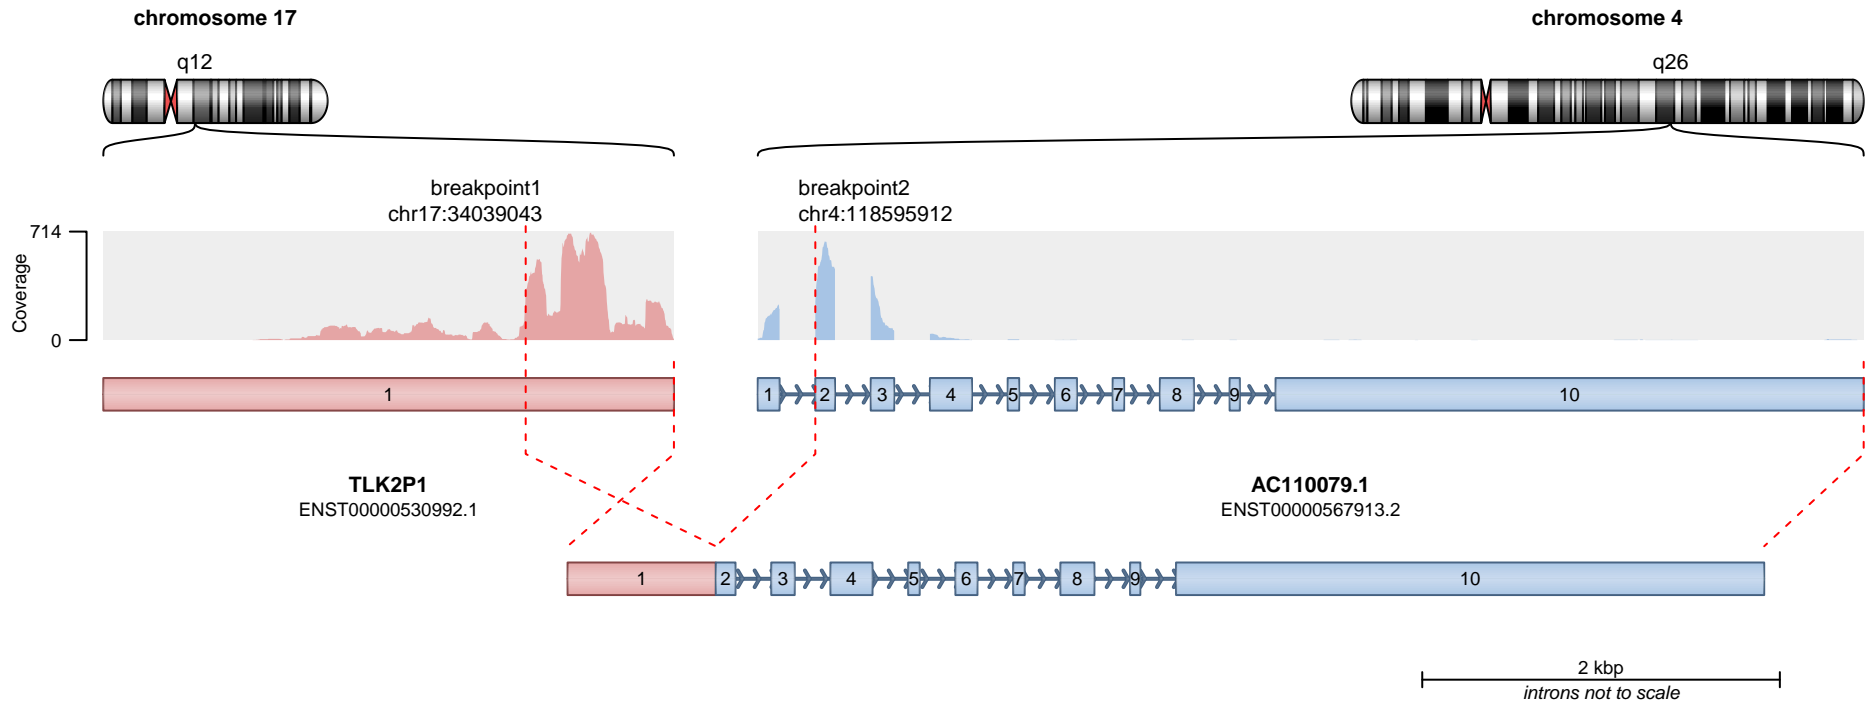 chromosome 17
chromosome 4
q12
q26
breakpoint1
chr17:34039043
breakpoint2
chr4:118595912
714
0
Coverage
1
1 2 3 4 5 6 7 8 9 10
TLK2P1
ENST00000530992.1
AC110079.1
ENST00000567913.2
1 2 3 4 5 6 7 8 9 10
2 kbp
introns not to scale